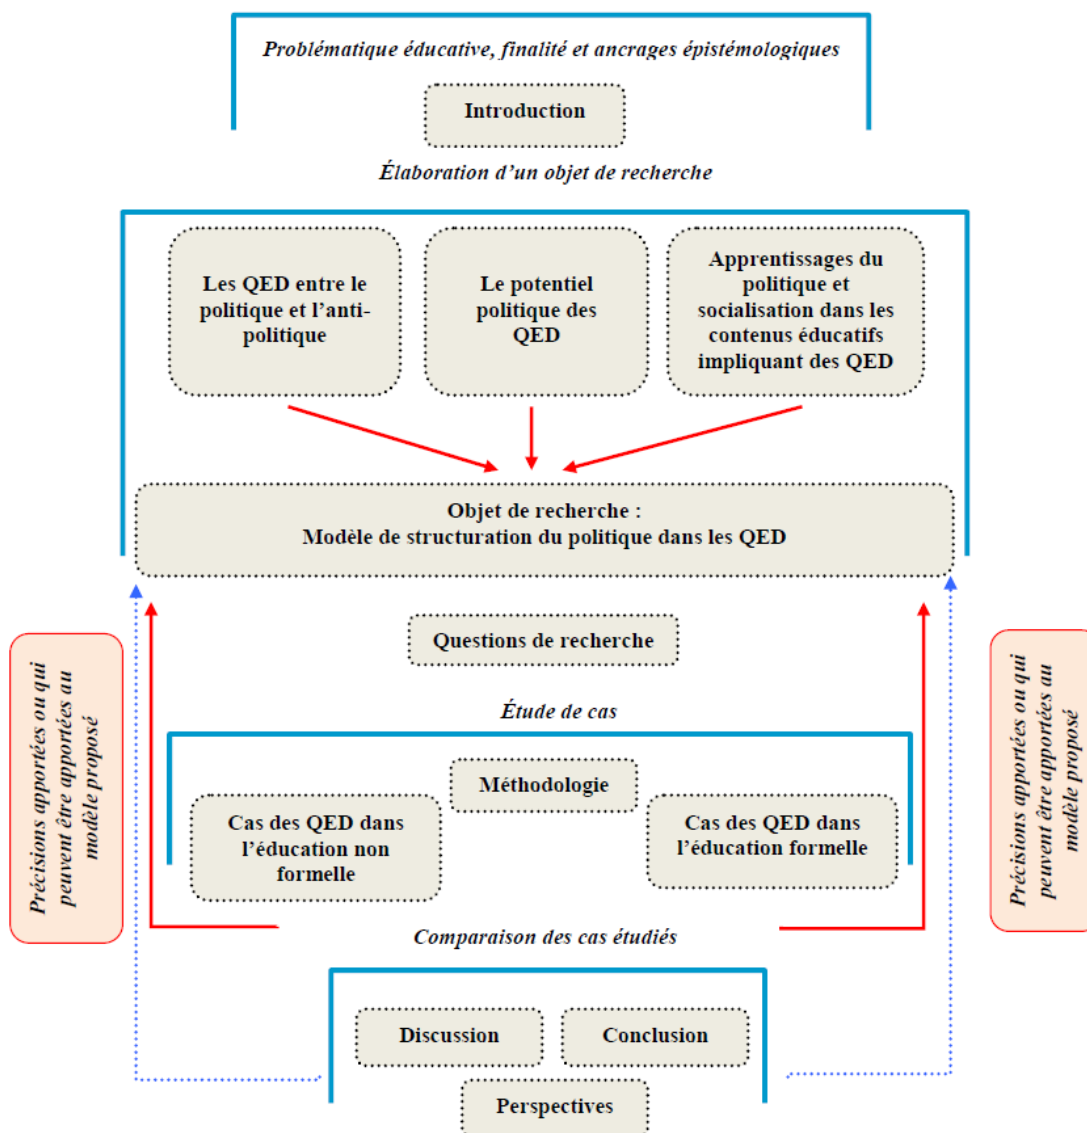 Problématique éducative, finalité et ancrages épistémologiques
Introduction
Élaboration d'un objet de recherche
Les QED entre le
politique et l'anti-
politique
Le potentiel
politique des
QED
Apprentissages du
politique et
socialisation dans les
contenus éducatifs
impliquant des QED
Objet de recherche :
Modèle de structuration du politique dans les QED
Questions de recherche
Précisions apportées ou qui
peuvent être apportées au
modèle proposé
Étude de cas
Méthodologie
Cas des QED dans
l'éducation non
formelle
Cas des QED dans
l'éducation formelle
Précisions apportées ou qui
peuvent être apportées au
modèle proposé
Comparaison des cas étudiés
Discussion
Conclusion
Perspectives